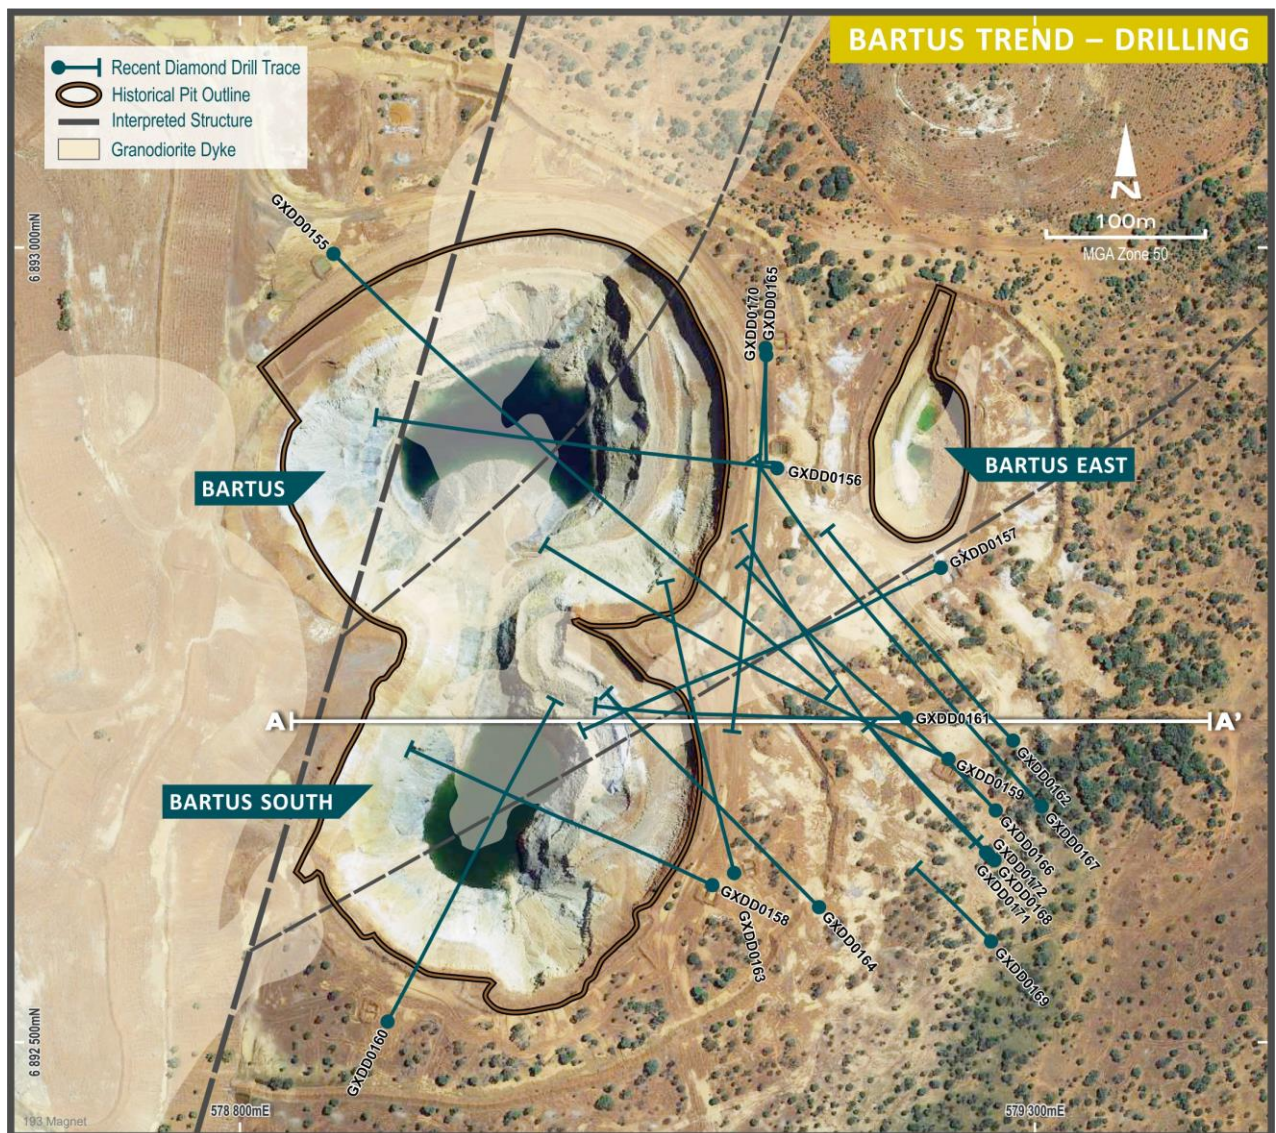 BARTUS TREND – DRILLING
Recent Diamond Drill Trace
Historical Pit Outline
Interpreted Structure
Granodiorite Dyke
N
100m
MGA Zone 50
6 893 000mN
GXDD0155
GXDD0170
GXDD0165
GXDD0156
BARTUS EAST
BARTUS
GXDD0157
A
GXDD0161
A'
GXDD0162
GXDD0159
BARTUS SOUTH
GXDD0167
GXDD0166
GXDD0172
GXDD0168
GXDD0171
GXDD0158
GXDD0163
GXDD0164
GXDD0169
GXDD0160
6 892 500mN
578 800mE
579 300mE
193 Magnet